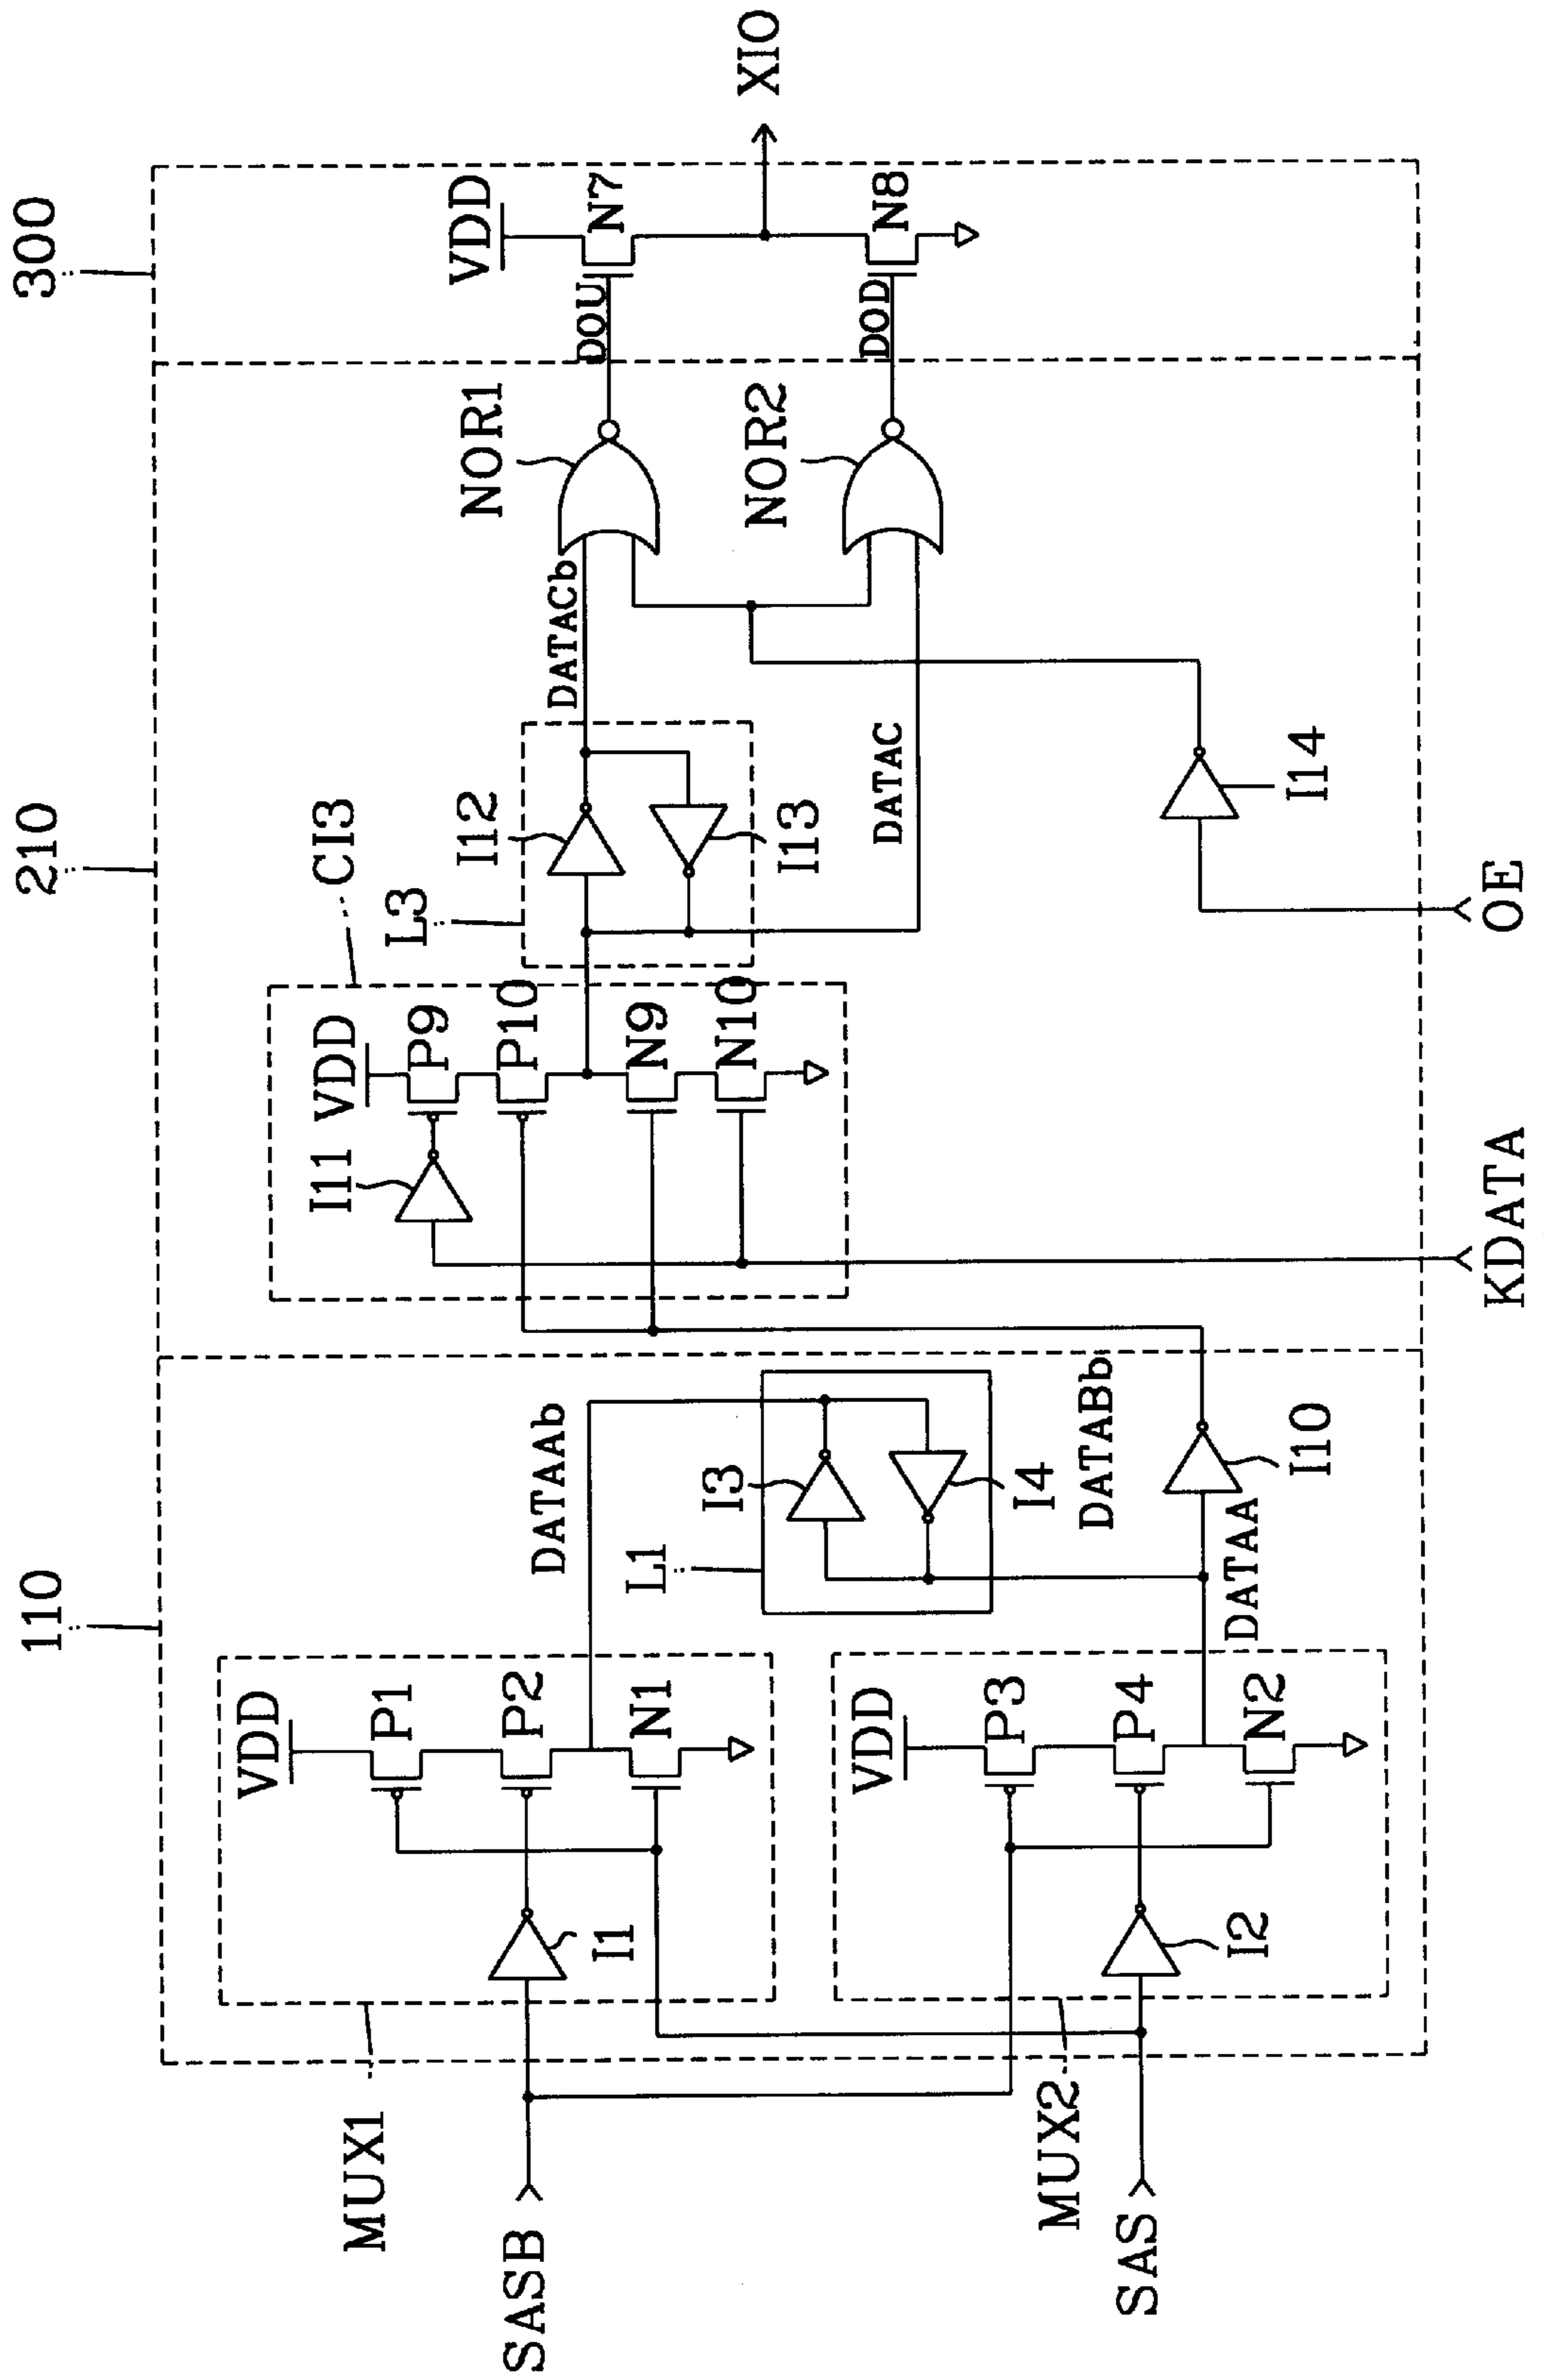 110
210
300
MUX1
VDD
P1
P2
N1
I1
SASB
DATAAb
L1
I3
I4
DATABb
MUX2
VDD
P3
P4
N2
I2
SAS
DATAA
I10
CI3
VDD
P9
P10
N9
N10
I11
KDATA
L3
I12
I13
DATACb
DATAC
I14
OE
NOR1
NOR2
DOU
DOD
VDD
N7
N8
XIO